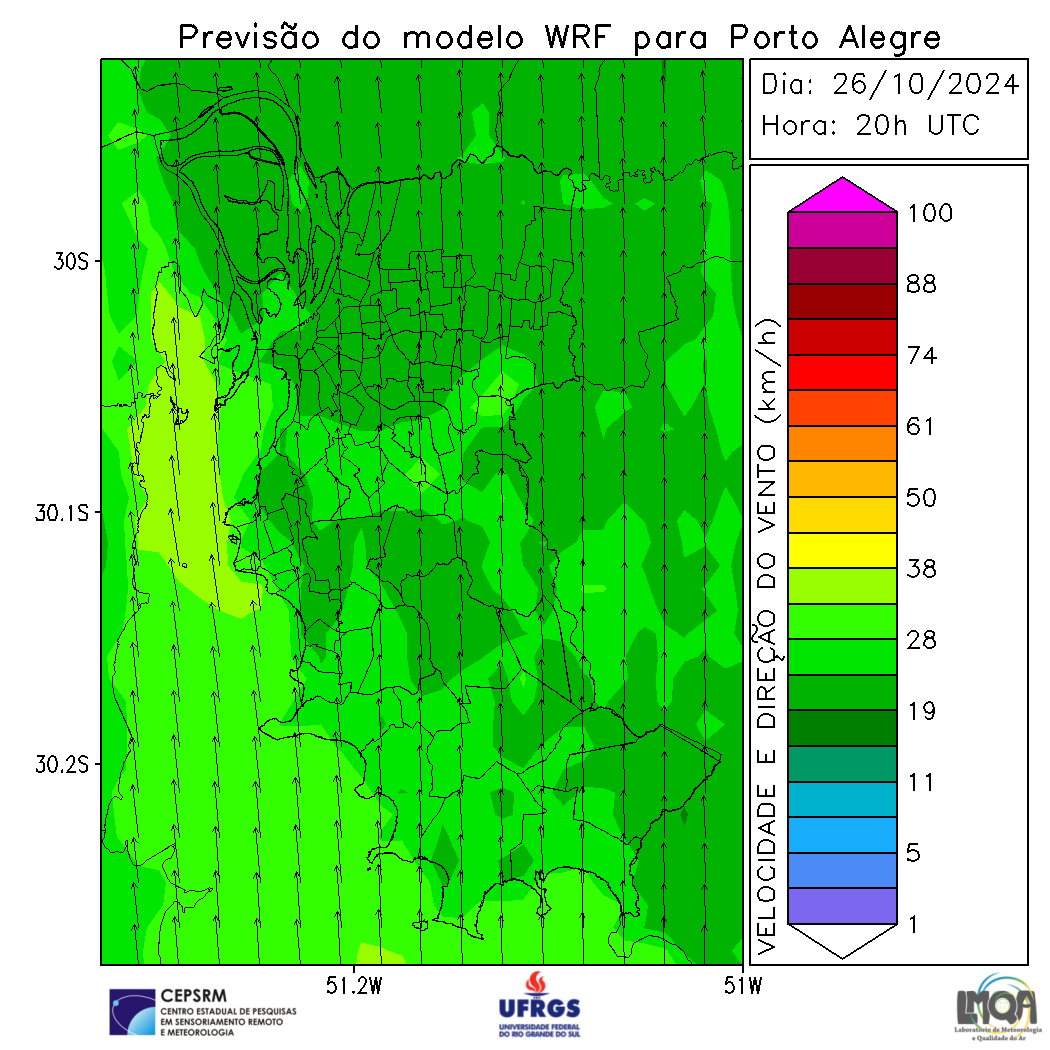 Previsão do modelo WRF para Porto Alegre
Dia: 26/10/2024
Hora: 20h UTC
30S
30.1S
30.2S
51.2W
51W
VELOCIDADE E DIREÇÃO DO VENTO (km/h)
100
88
74
61
50
38
28
19
11
5
1
CEPSRM
CENTRO ESTADUAL DE PESQUISAS
EM SENSORIAMENTO REMOTO
E METEOROLOGIA
UFRGS
UNIVERSIDADE FEDERAL
DO RIO GRANDE DO SUL
LMQA
Laboratório de Meteorologia
e Qualidade do Ar